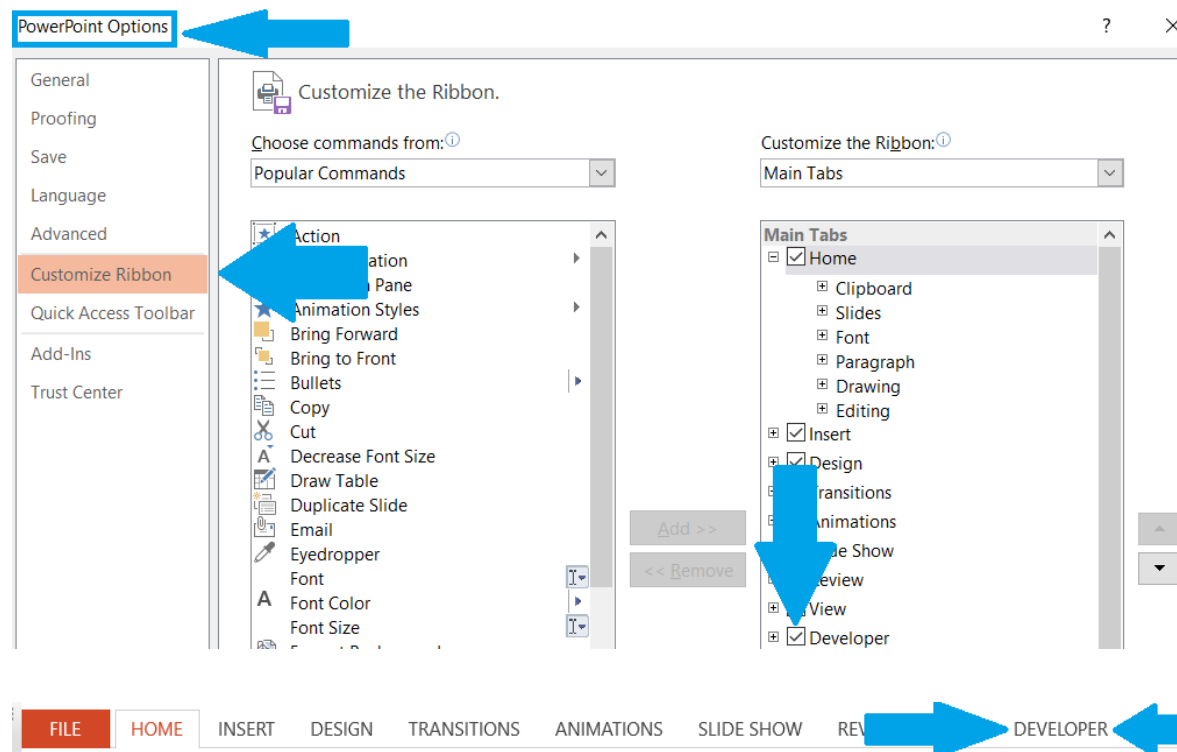 PowerPoint Options
?
General
Proofing
Save
Language
Advanced
Customize Ribbon
Quick Access Toolbar
Add-Ins
Trust Center
Customize the Ribbon.
Choose commands from:
Popular Commands
Action
Pane
Animation Styles
Bring Forward
Bring to Front
Bullets
Copy
Cut
Decrease Font Size
Draw Table
Duplicate Slide
Email
Eyedropper
Font
Font Color
Font Size
Add >>
<< Remove
Customize the Ribbon:
Main Tabs
Main Tabs
Home
Clipboard
Slides
Font
Paragraph
Drawing
Editing
Insert
Design
Transitions
Animations
Show
Review
View
Developer
FILE HOME INSERT DESIGN TRANSITIONS ANIMATIONS SLIDE SHOW DEVELOPER